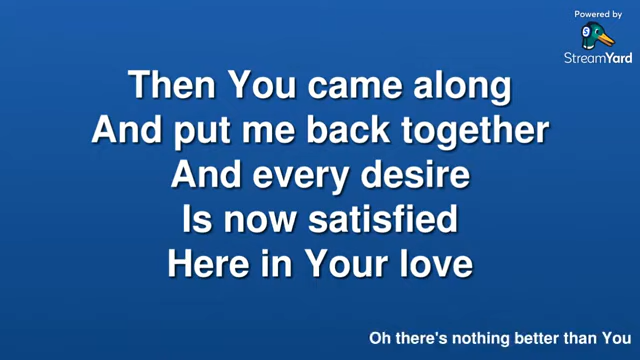 Powered by
StreamYard
Then You came along
And put me back together
And every desire
Is now satisfied
Here in Your love
Oh there's nothing better than You